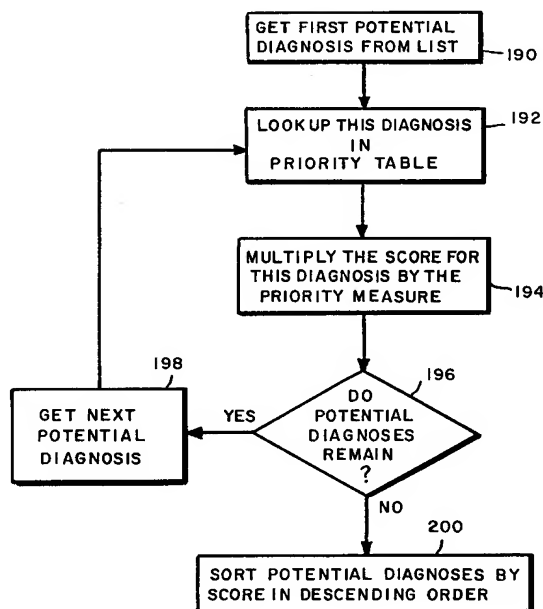 GET FIRST POTENTIAL
DIAGNOSIS FROM LIST
190
LOOKUP THIS DIAGNOSIS
IN
PRIORITY TABLE
192
MULTIPLY THE SCORE FOR
THIS DIAGNOSIS BY THE
PRIORITY MEASURE
194
196
DO
POTENTIAL
DIAGNOSES
REMAIN
?
YES
198
GET NEXT
POTENTIAL
DIAGNOSIS
NO
200
SORT POTENTIAL DIAGNOSES BY
SCORE IN DESCENDING ORDER